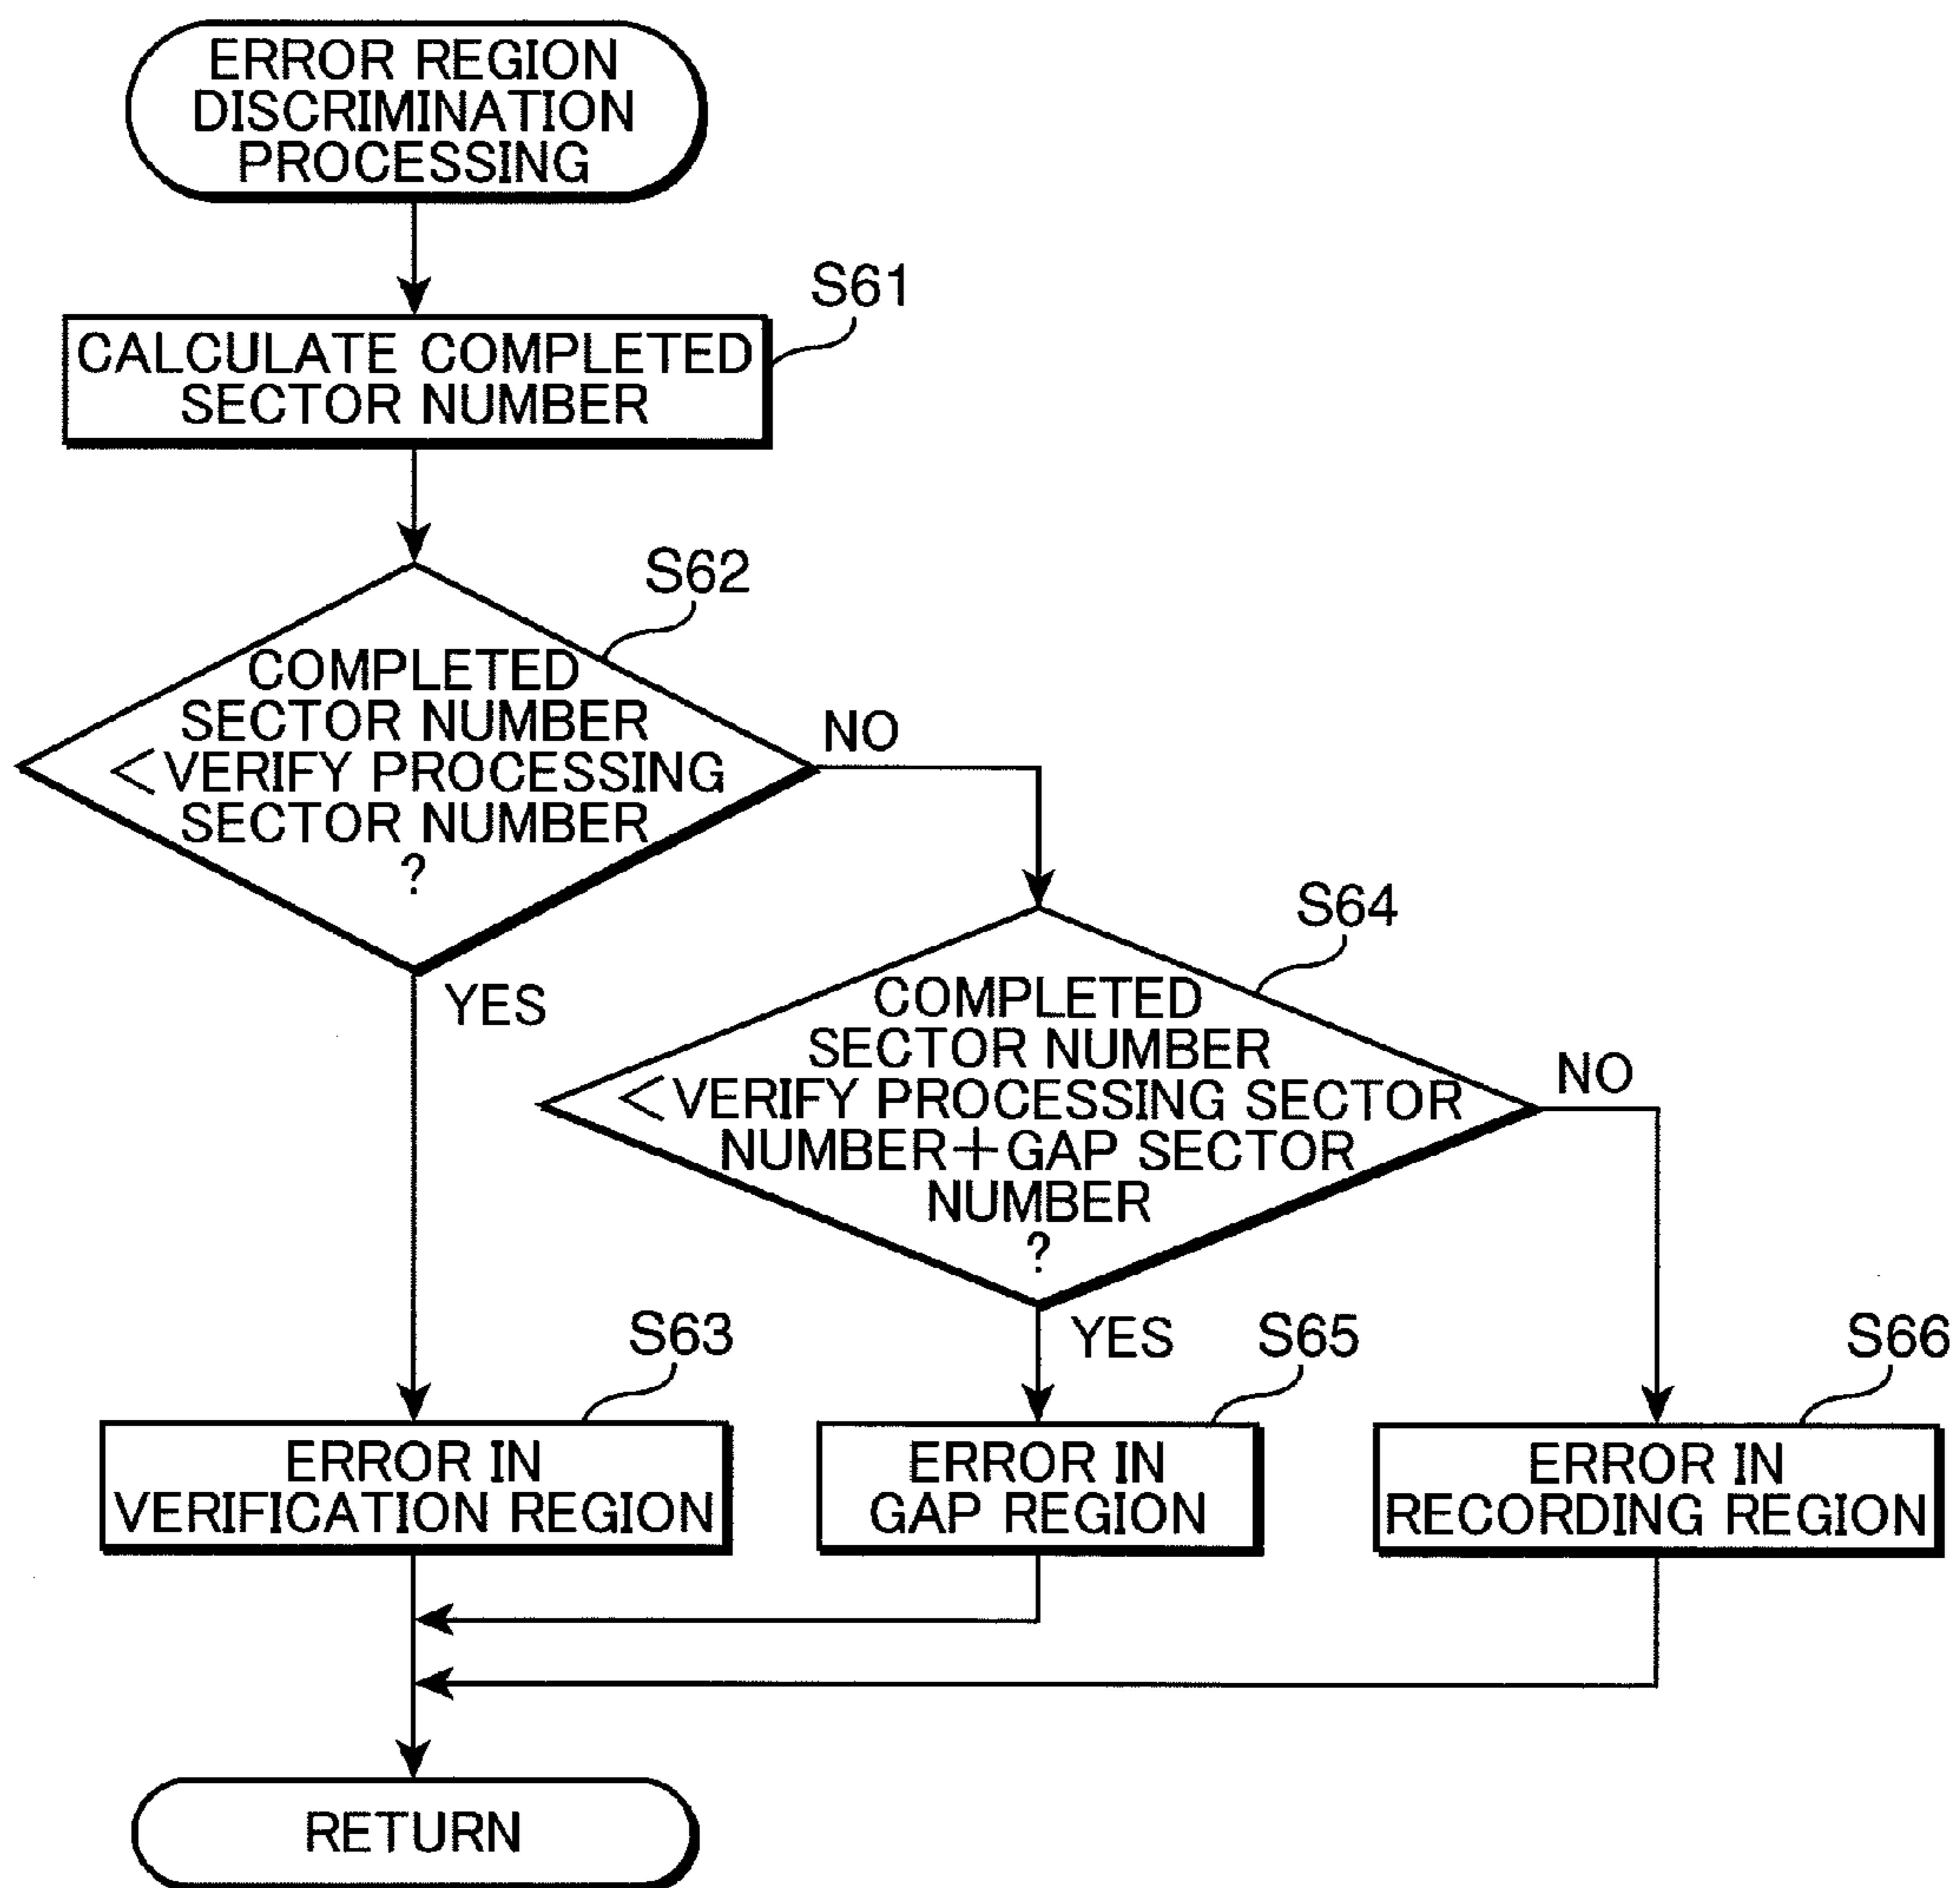 ERROR REGION
DISCRIMINATION
PROCESSING
S61
CALCULATE COMPLETED
SECTOR NUMBER
S62
COMPLETED
SECTOR NUMBER
<VERIFY PROCESSING
SECTOR NUMBER
?
NO
YES
S64
COMPLETED
SECTOR NUMBER
<VERIFY PROCESSING SECTOR
NUMBER+GAP SECTOR
NUMBER
?
NO
YES
S63
ERROR IN
VERIFICATION REGION
S65
ERROR IN
GAP REGION
S66
ERROR IN
RECORDING REGION
RETURN